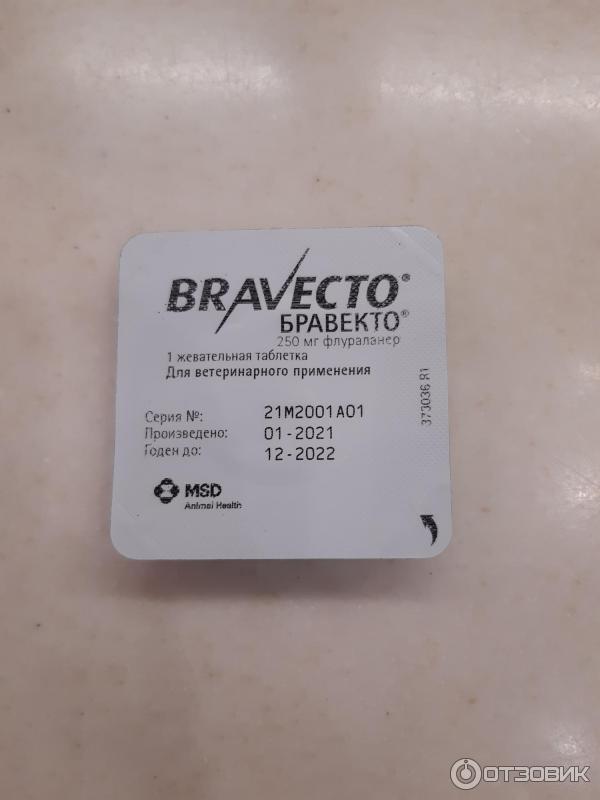 BRAVECTO®
БРАВЕКТО®
250 мг флураланер
1 жевательная таблетка
Для ветеринарного применения
Серия №: 21M2001A01
Произведено: 01-2021
Годен до: 12-2022
MSD
Animal Health
373036 R1
ОТЗОВИК